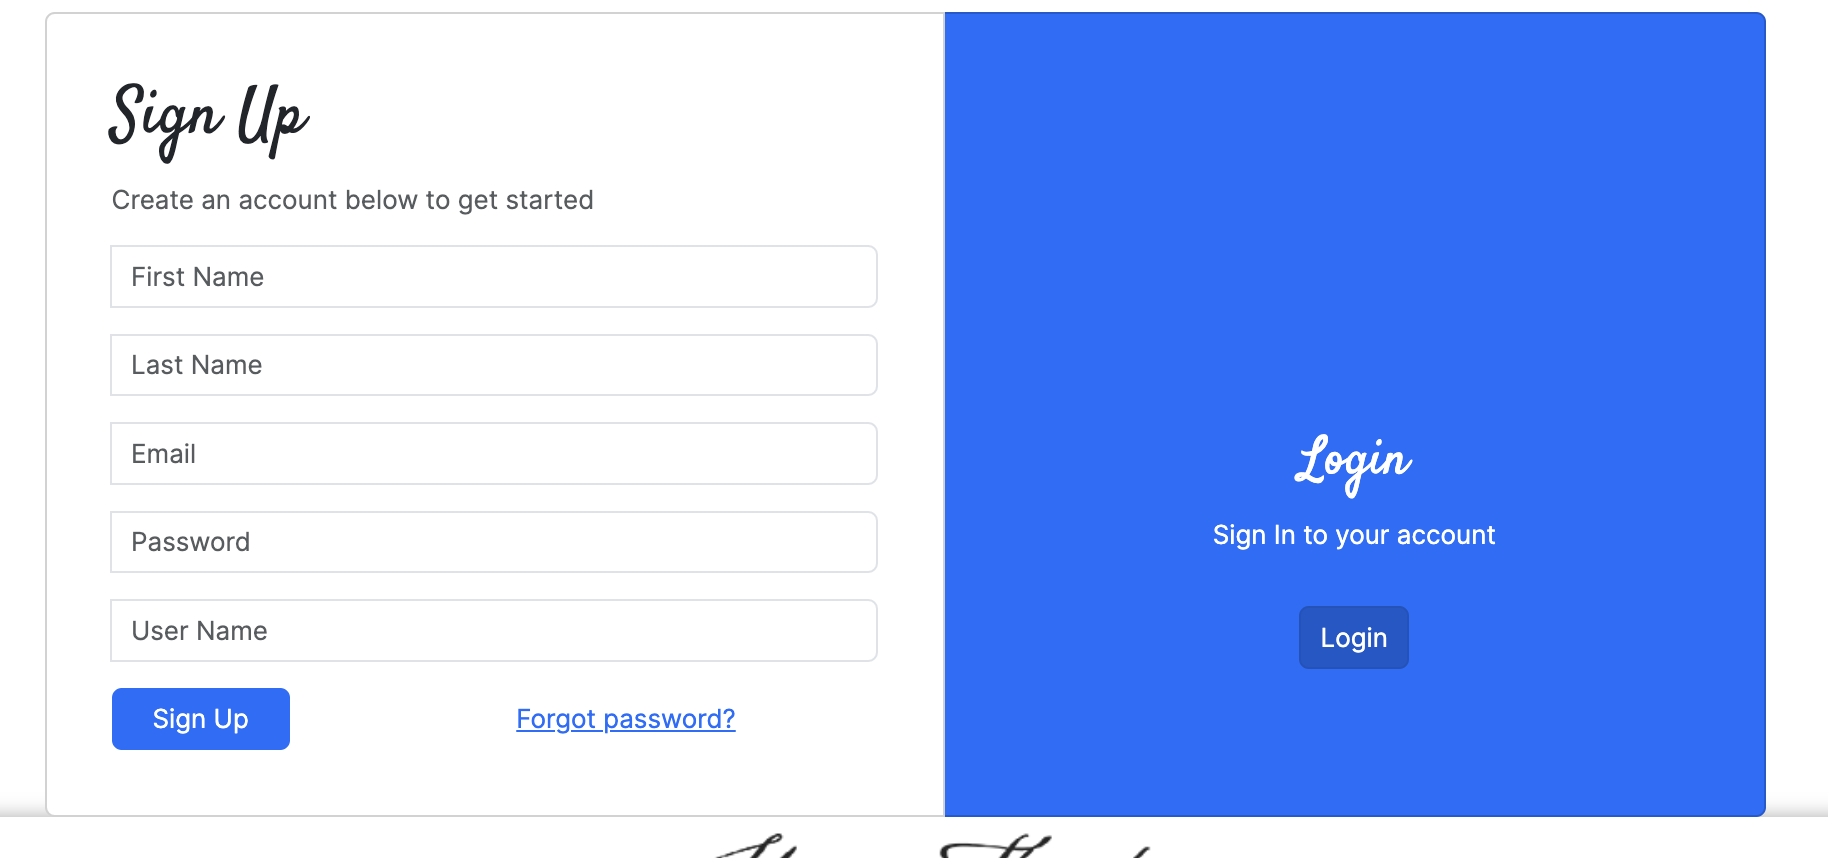 Sign Up
Create an account below to get started
First Name
Last Name
Email
Password
User Name
Sign Up
Forgot password?
Login
Sign In to your account
Login